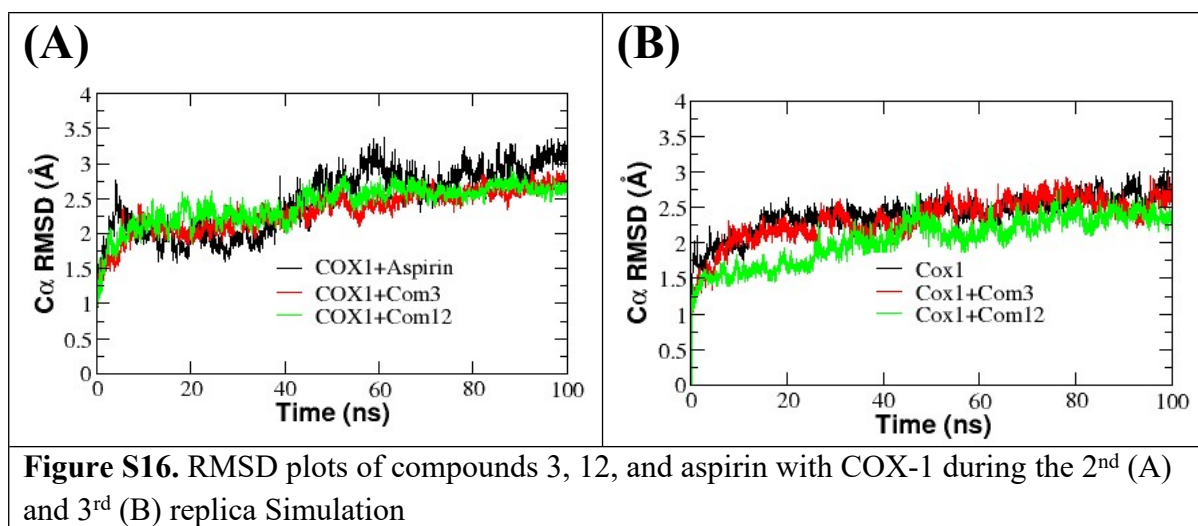 (A)
4
3.5
3
2.5
2
1.5
1
0.5
0
Cα RMSD (Å)
COX1+Aspirin
COX1+Com3
COX1+Com12
0 20 40 60 80 100
Time (ns)
(B)
4
3.5
3
2.5
2
1.5
1
0.5
0
Cα RMSD (Å)
Cox1
Cox1+Com3
Cox1+Com12
0 20 40 60 80 100
Time (ns)
Figure S16. RMSD plots of compounds 3, 12, and aspirin with COX-1 during the 2nd (A)
and 3rd (B) replica Simulation